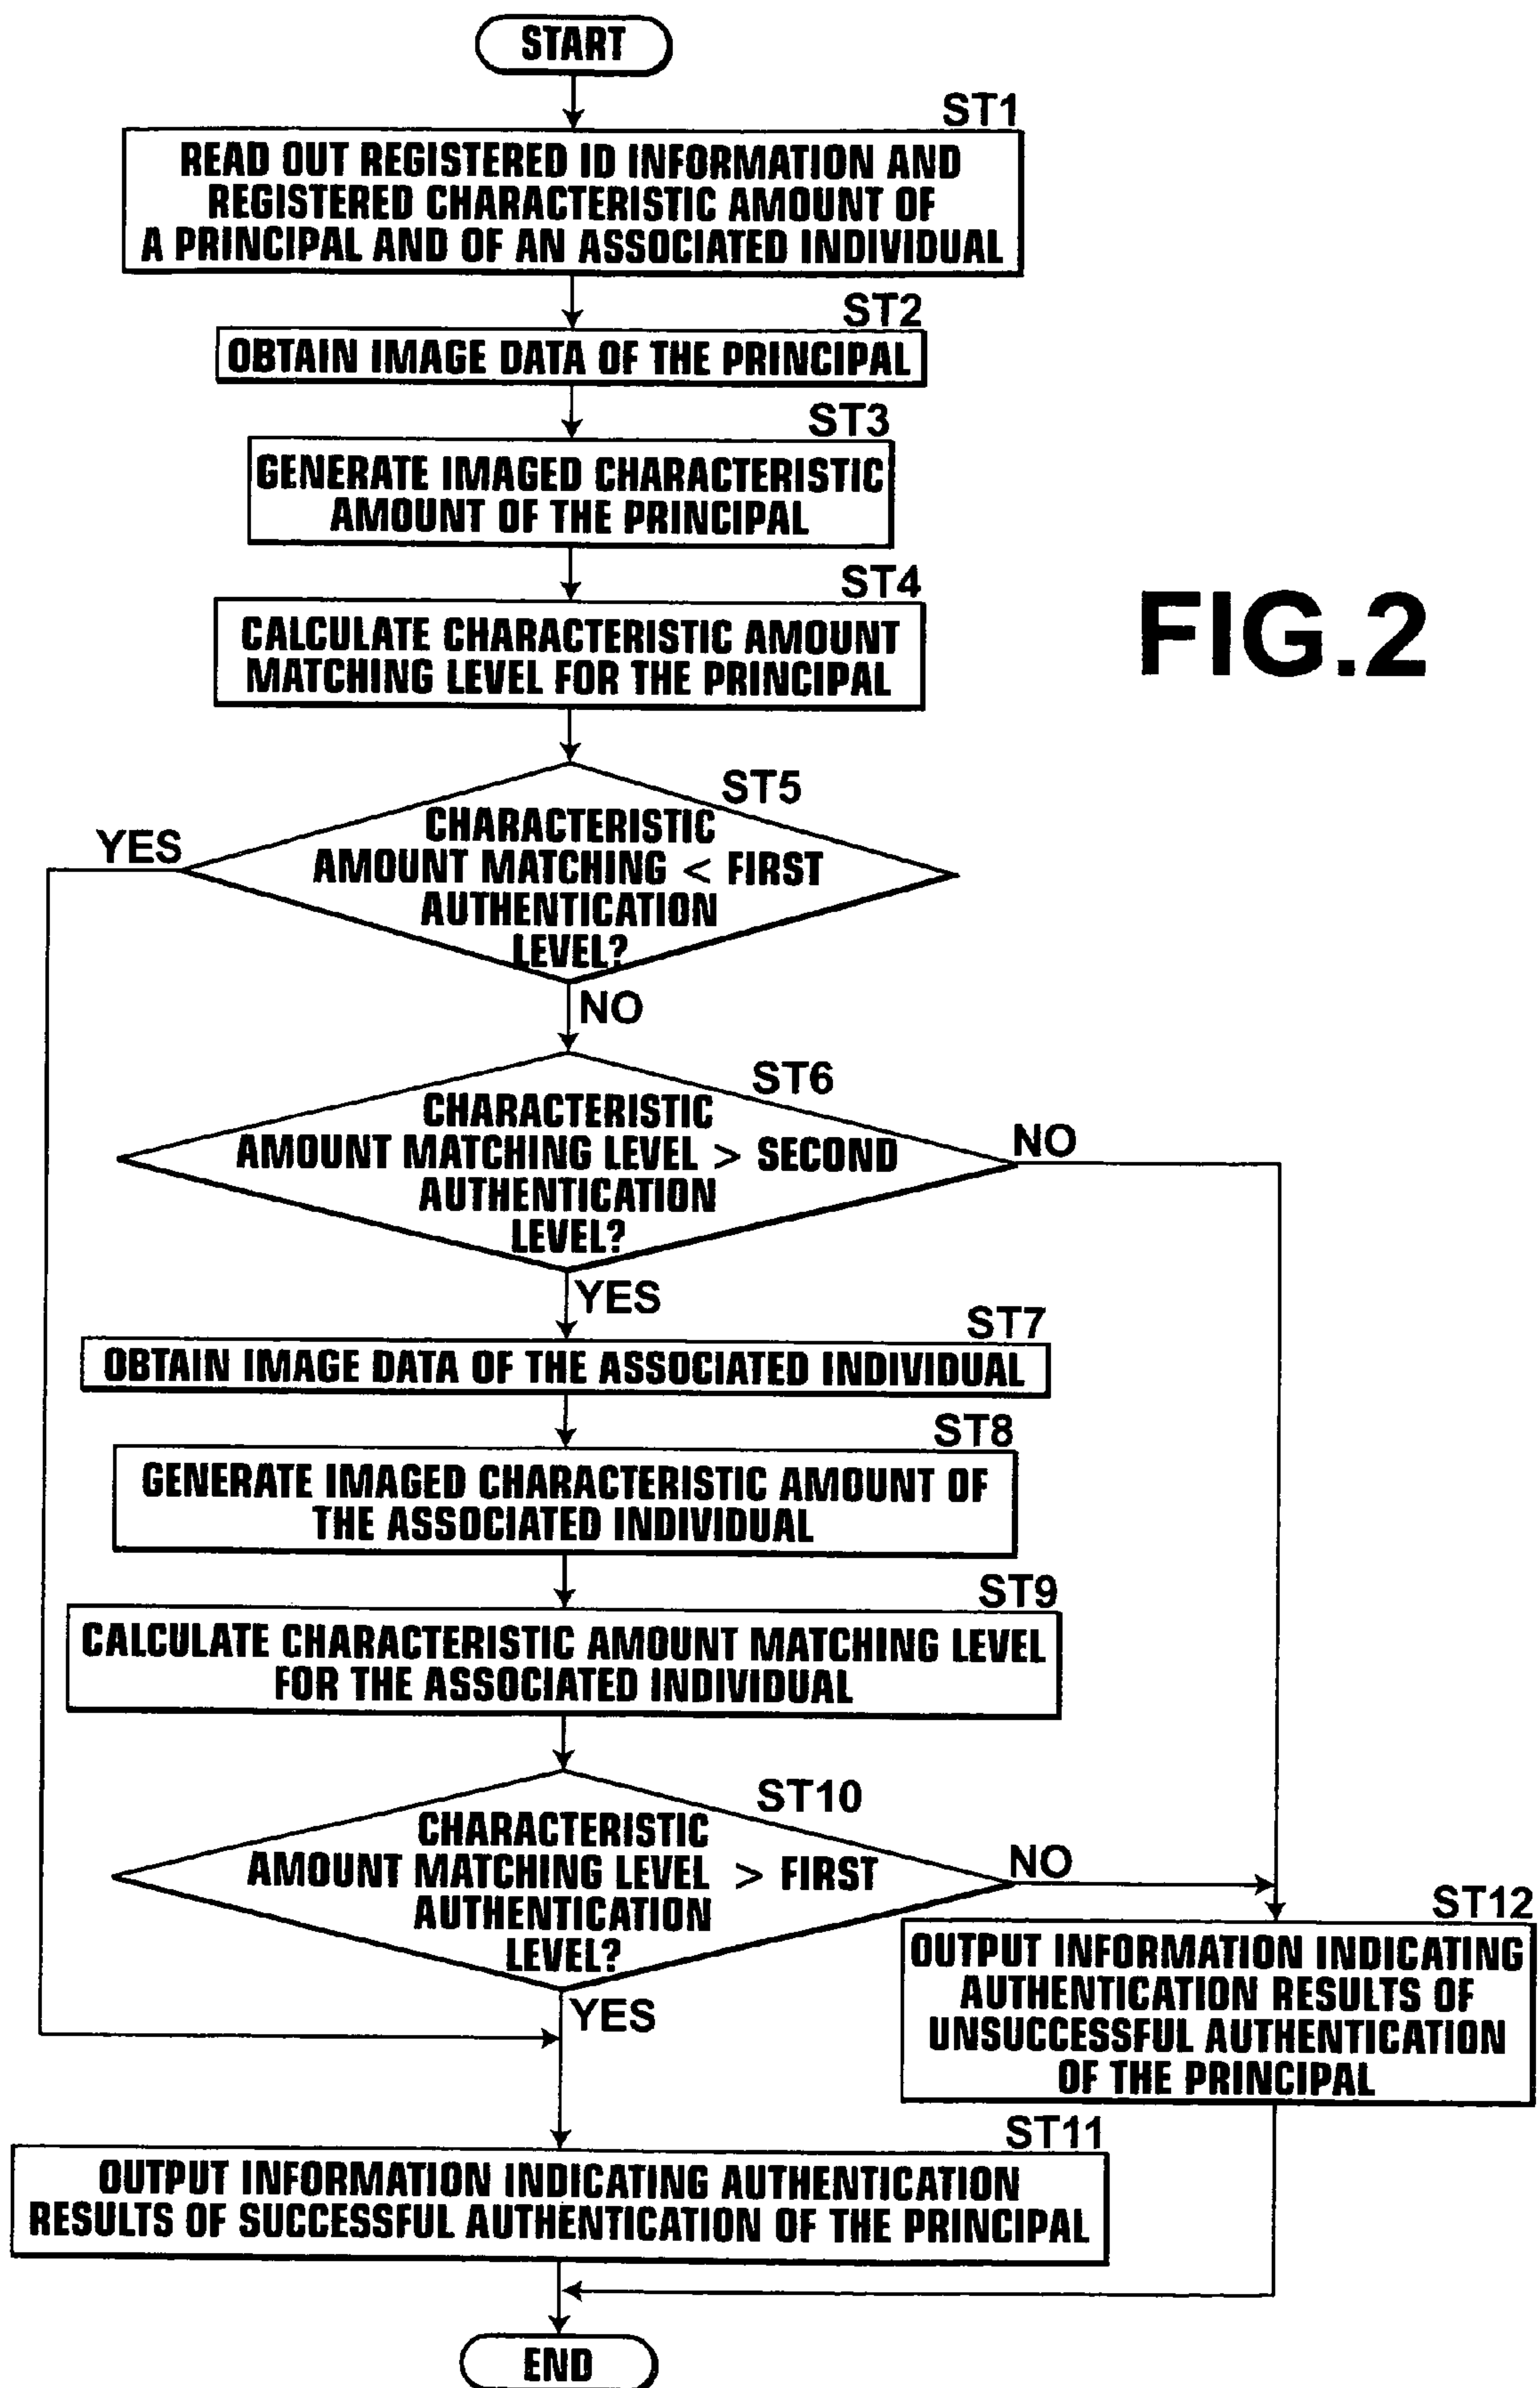 START
ST1
READ OUT REGISTERED ID INFORMATION AND
REGISTERED CHARACTERISTIC AMOUNT OF
A PRINCIPAL AND OF AN ASSOCIATED INDIVIDUAL
ST2
OBTAIN IMAGE DATA OF THE PRINCIPAL
ST3
GENERATE IMAGED CHARACTERISTIC
AMOUNT OF THE PRINCIPAL
ST4
CALCULATE CHARACTERISTIC AMOUNT
MATCHING LEVEL FOR THE PRINCIPAL
FIG.2
ST5
CHARACTERISTIC
AMOUNT MATCHING < FIRST
AUTHENTICATION
LEVEL?
YES
NO
ST6
CHARACTERISTIC
AMOUNT MATCHING LEVEL > SECOND
AUTHENTICATION
LEVEL?
NO
YES
ST7
OBTAIN IMAGE DATA OF THE ASSOCIATED INDIVIDUAL
ST8
GENERATE IMAGED CHARACTERISTIC AMOUNT OF
THE ASSOCIATED INDIVIDUAL
ST9
CALCULATE CHARACTERISTIC AMOUNT MATCHING LEVEL
FOR THE ASSOCIATED INDIVIDUAL
ST10
CHARACTERISTIC
AMOUNT MATCHING LEVEL > FIRST
AUTHENTICATION
LEVEL?
NO
YES
ST12
OUTPUT INFORMATION INDICATING
AUTHENTICATION RESULTS OF
UNSUCCESSFUL AUTHENTICATION
OF THE PRINCIPAL
ST11
OUTPUT INFORMATION INDICATING AUTHENTICATION
RESULTS OF SUCCESSFUL AUTHENTICATION OF THE PRINCIPAL
END